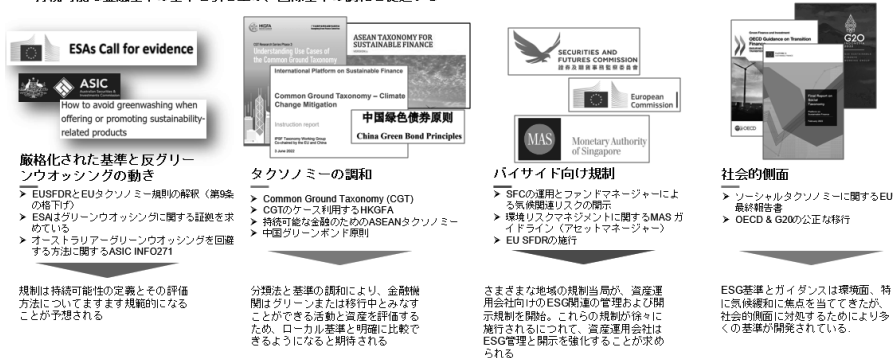 ESAs Call for evidence
ASIC
How to avoid greenwashing when
offering or promoting sustainability-
related products
厳格化された基準と反グリー
ンウオッシングの動き
➢ EUSFDRとEUタクソノミー規則の解釈（第9条
の格下げ）
➢ ESAはグリーンウオッシングに関する証拠を求
めている
➢ オーストラリアーグリーンウオッシングを回避
する方法に関するASIC INFO271
規制は持続可能性の定義とその評価
方法についてますます規範的になる
ことが予想される
HKGFA
Understanding Use Cases of
the Common Ground Taxonomy
ASEAN TAXONOMY FOR
SUSTAINABLE FINANCE
International Platform on Sustainable Finance
Common Ground Taxonomy – Climate
Change Mitigation
Instruction report
中国绿色债券原则
China Green Bond Principles
タクソノミーの調和
➢ Common Ground Taxonomy (CGT)
➢ CGTのケース利用するHKGFA
➢ 持続可能な金融のためのASEANタクソノミー
➢ 中国グリーンボンド原則
分類法と基準の調和により、金融機
関はグリーンまたは移行中とみなす
ことができる活動と資産を評価する
ため、ローカル基準と明確に比較で
きるようになると期待される
SECURITIES AND
FUTURES COMMISSION
證券及期貨事務監察委員會
European
Commission
MAS
Monetary Authority
of Singapore
バイサイド向け規制
➢ SFCの運用とファンドマネージャーによ
る気候関連リスクの開示
➢ 環境リスクマネジメントに関するMAS ガ
イドライン（アセットマネージャー）
➢ EU SFDRの施行
さまざまな地域の規制当局が、資産運
用会社向けのESG関連の管理および開
示規制を開始。これらの規制が徐々に
施行されるにつれて、資産運用会社は
ESG管理と開示を強化することが求め
られる
OECD Guidance on Transition
Finance
G20
OECD
社会的側面
➢ ソーシャルタクソノミーに関するEU
最終報告書
➢ OECD & G20の公正な移行
ESG基準とガイダンスは環境面、特
に気候緩和に焦点を当ててきたが、
社会的側面に対処するためにより多
くの基準が開発されている.